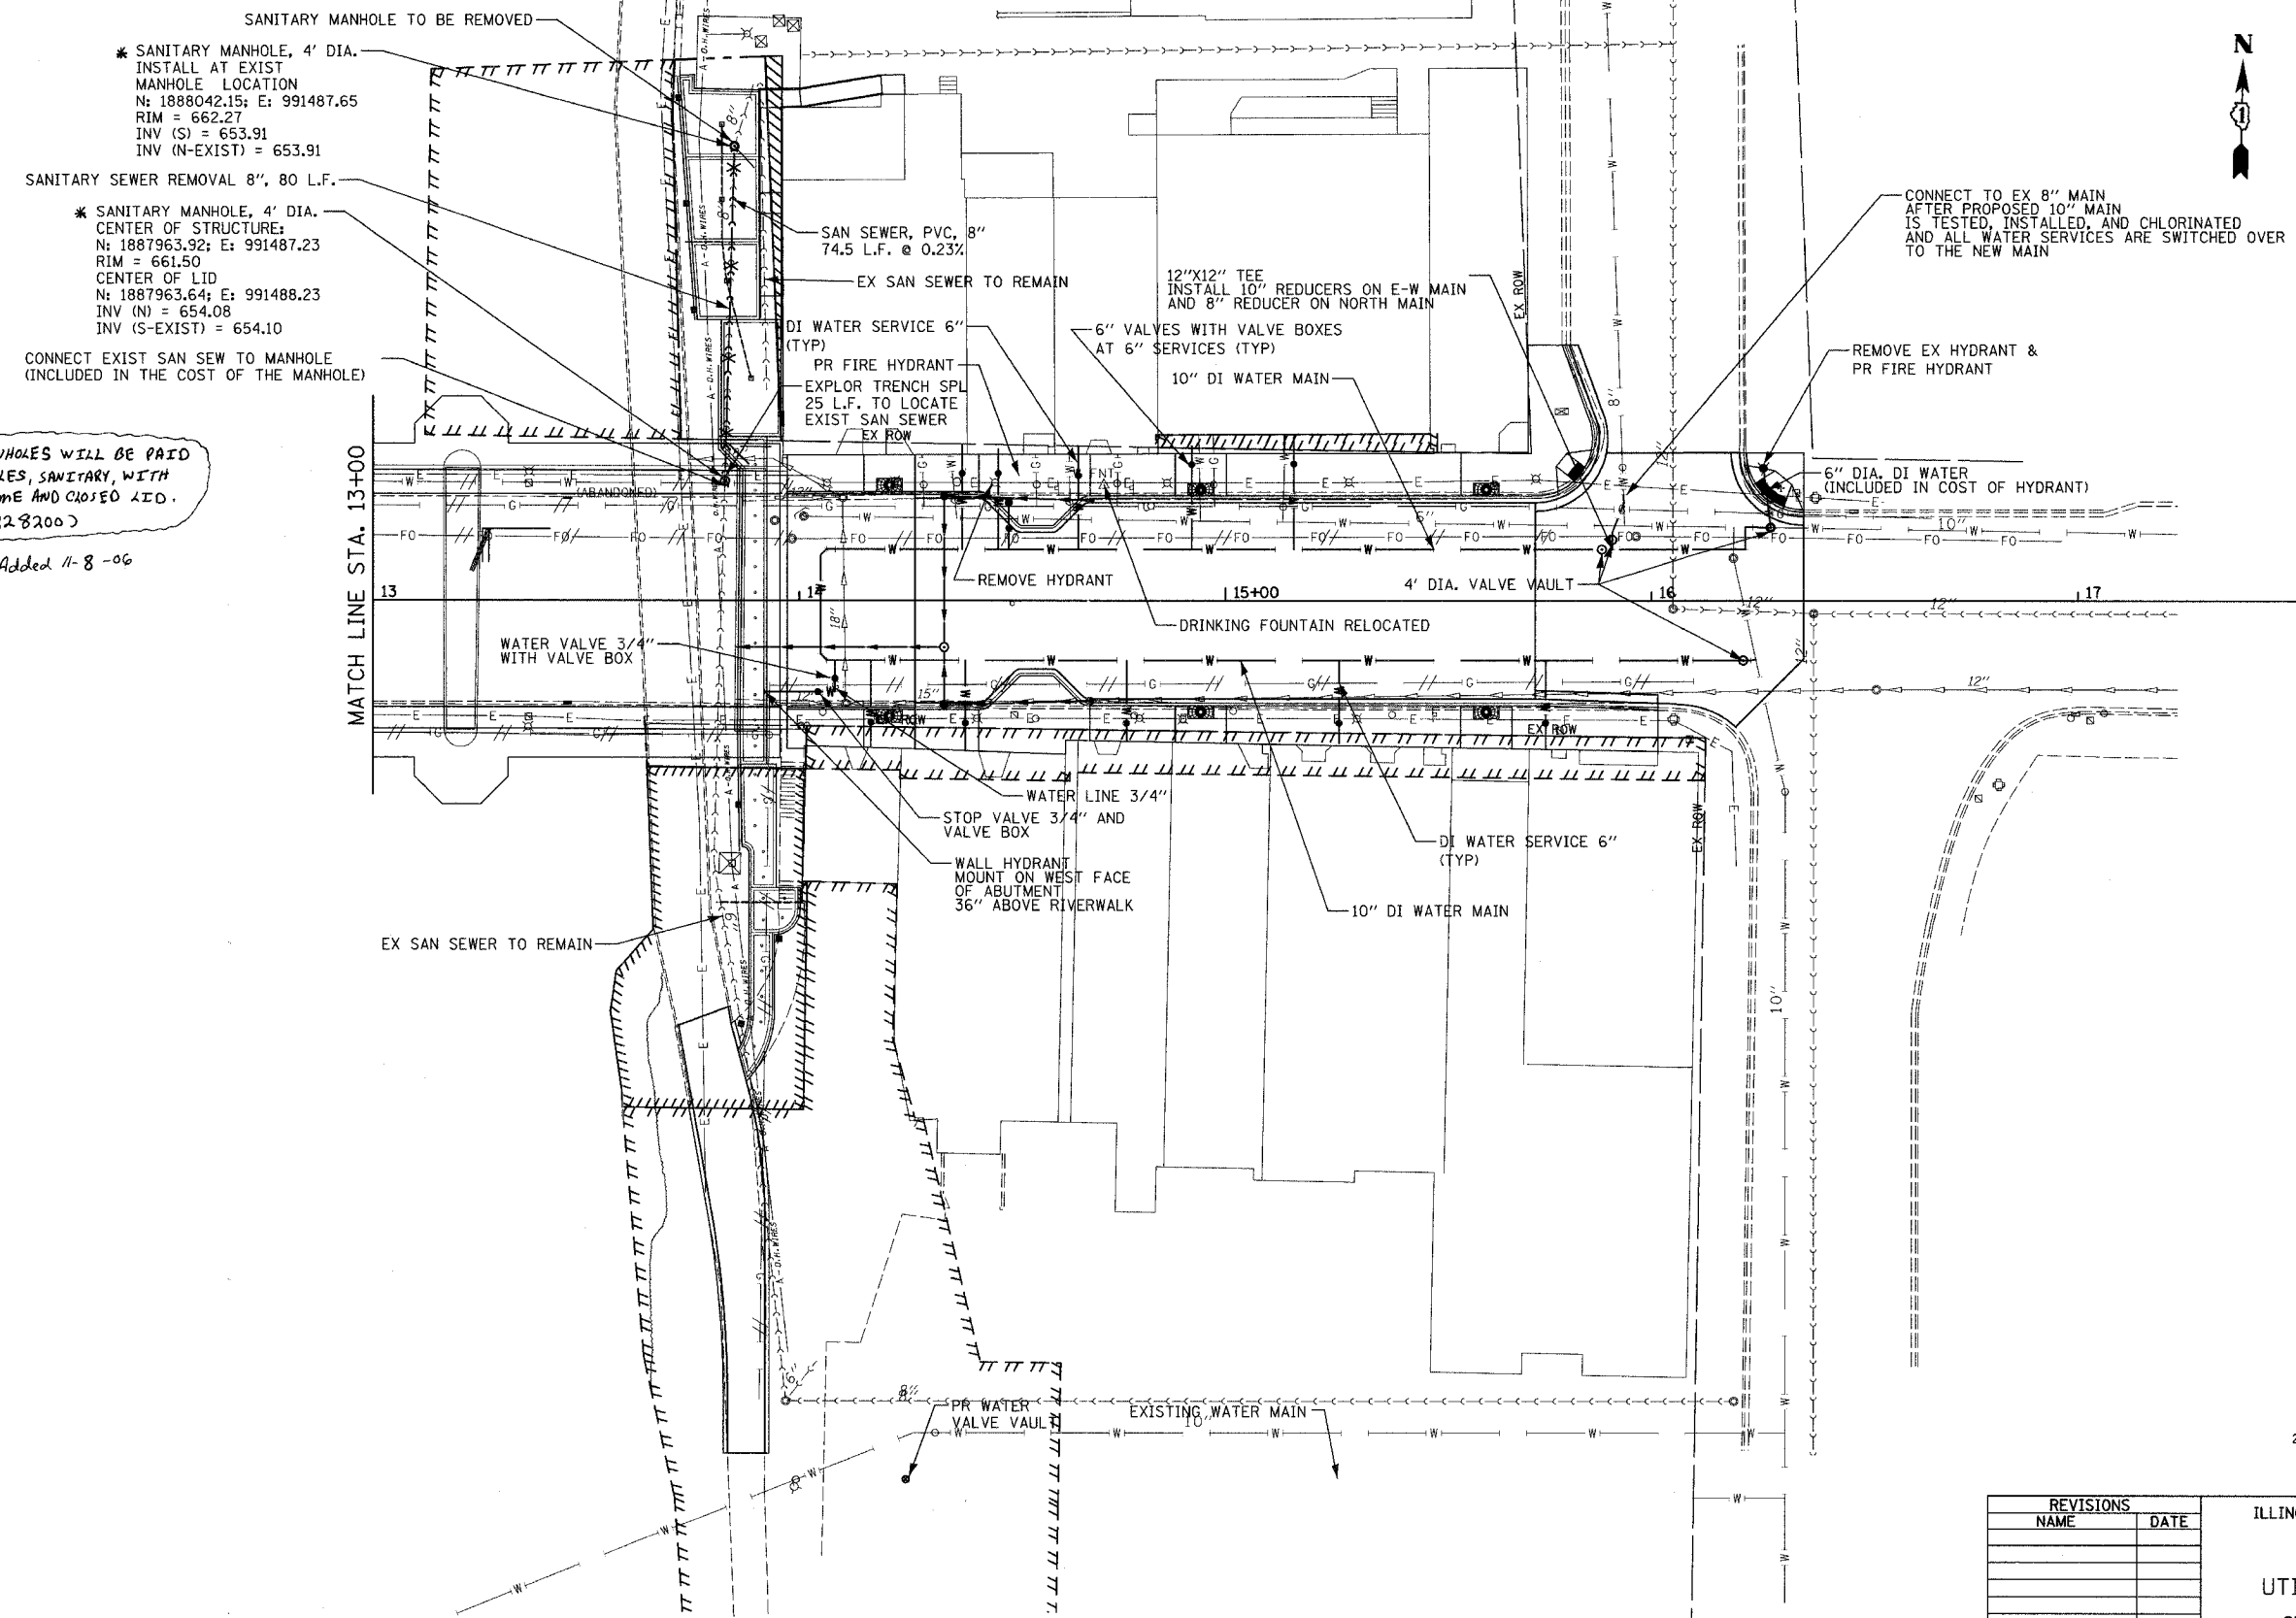 SANITARY MANHOLE TO BE REMOVED
* SANITARY MANHOLE, 4' DIA.
INSTALL AT EXIST
MANHOLE LOCATION
N: 1888042.15; E: 991487.65
RIM = 662.27
INV (S) = 653.91
INV (N-EXIST) = 653.91
SANITARY SEWER REMOVAL 8", 80 L.F.
* SANITARY MANHOLE, 4' DIA.
CENTER OF STRUCTURE:
N: 1887963.92; E: 991487.23
RIM = 661.50
CENTER OF LID
N: 1887963.64; E: 991488.23
INV (N) = 654.08
INV (S-EXIST) = 654.10
CONNECT EXIST SAN SEW TO MANHOLE
(INCLUDED IN THE COST OF THE MANHOLE)
WILL BE PAID
SANITARY, WITH
AND CLOSED LID.
28200)
Added 11-8-06
MATCH LINE STA. 13+00
N
1
SAN SEWER, PVC, 8"
74.5 L.F. @ 0.23%
EX SAN SEWER TO REMAIN
DI WATER SERVICE 6"
(TYP)
PR FIRE HYDRANT
EXPLOR TRENCH SPL
25 L.F. TO LOCATE
EXIST SAN SEWER
EX ROW
12"X12" TEE
INSTALL 10" REDUCERS ON E-W MAIN
AND 8" REDUCER ON NORTH MAIN
6" VALVES WITH VALVE BOXES
AT 6" SERVICES (TYP)
10" DI WATER MAIN
EX ROW
CONNECT TO EX 8" MAIN
AFTER PROPOSED 10" MAIN
IS TESTED, INSTALLED, AND CHLORINATED
AND ALL WATER SERVICES ARE SWITCHED OVER
TO THE NEW MAIN
REMOVE EX HYDRANT &
PR FIRE HYDRANT
6" DIA. DI WATER
(INCLUDED IN COST OF HYDRANT)
(ABANDONED)
FNT
REMOVE HYDRANT
4' DIA. VALVE VAULT
13
15+00
16
17
DRINKING FOUNTAIN RELOCATED
WATER VALVE 3/4"
WITH VALVE BOX
18"
15"
12"
12"
12"
10"
8"
EX ROW
WATER LINE 3/4"
STOP VALVE 3/4" AND
VALVE BOX
WALL HYDRANT
MOUNT ON WEST FACE
OF ABUTMENT
36" ABOVE RIVERWALK
DI WATER SERVICE 6"
(TYP)
10" DI WATER MAIN
EX ROW
EX SAN SEWER TO REMAIN
10"
8"
PR WATER
VALVE VAULT
EXISTING WATER MAIN
10"
REVISIONS
NAME DATE